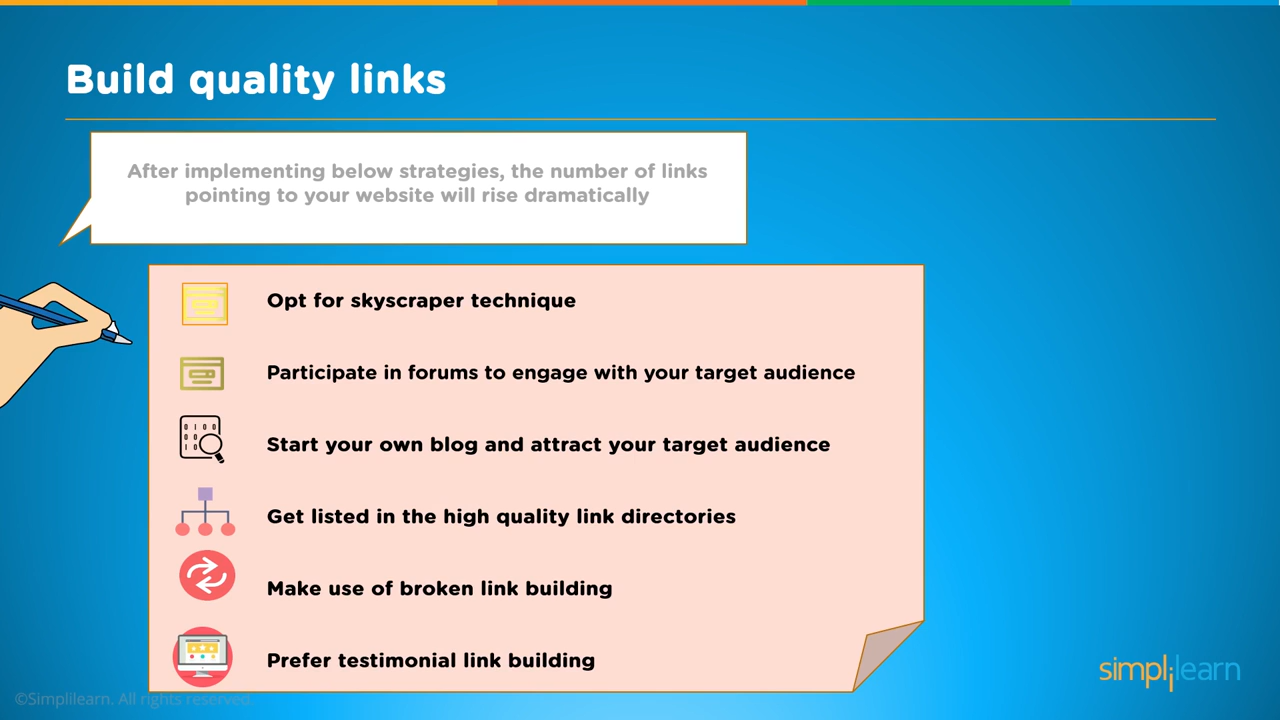 Build quality links
After implementing below strategies, the number of links
pointing to your website will rise dramatically
Opt for skyscraper technique
Participate in forums to engage with your target audience
Start your own blog and attract your target audience
Get listed in the high quality link directories
Make use of broken link building
Prefer testimonial link building
simplilearn
©Simplilearn. All rights reserved.